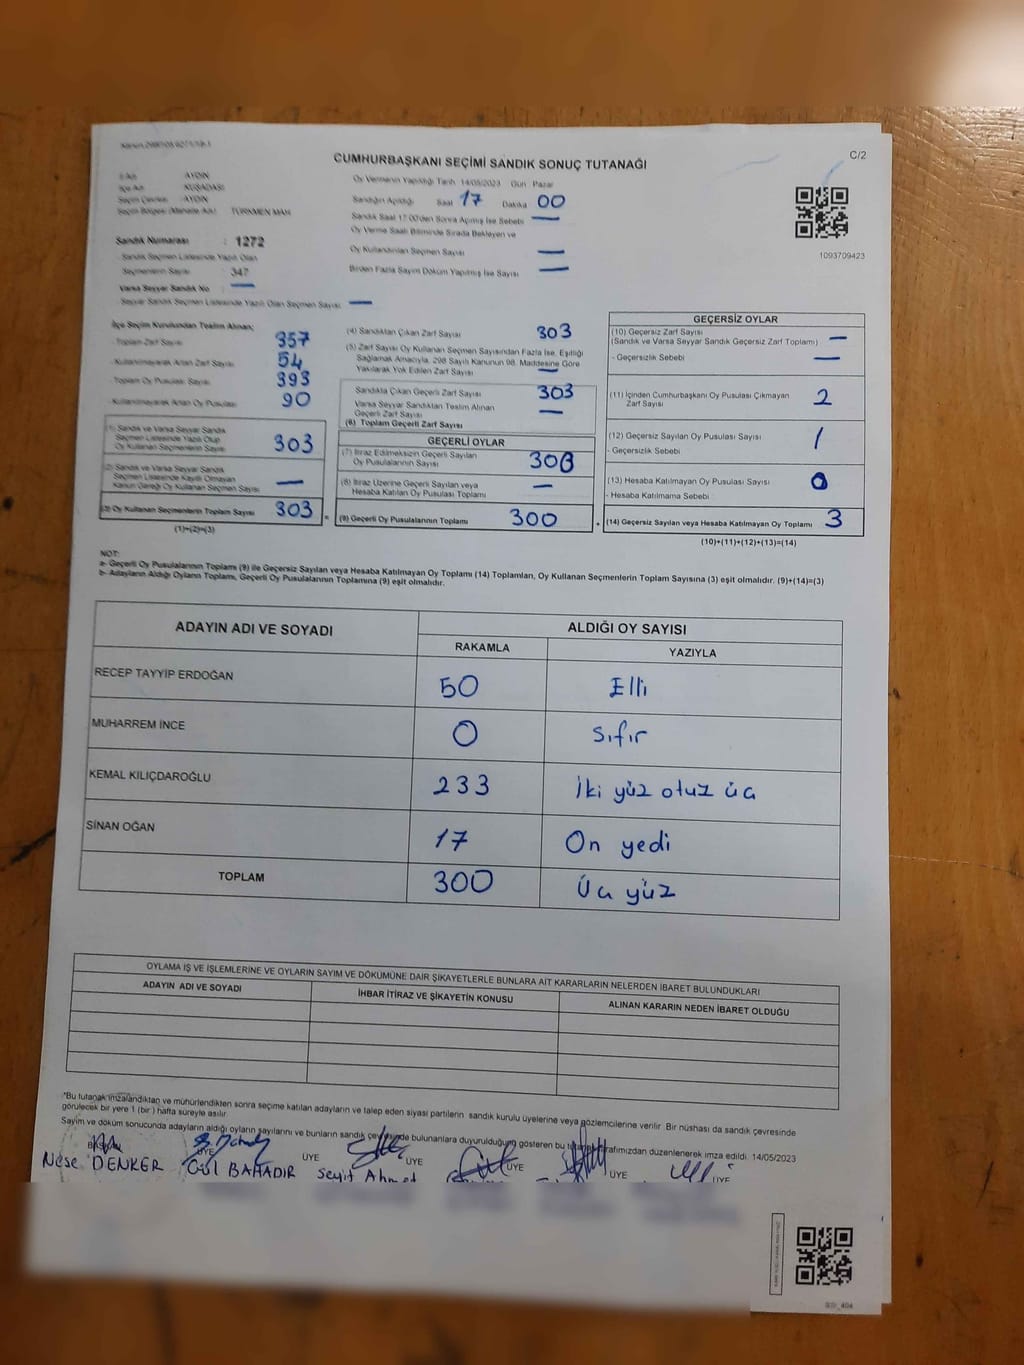 CUMHURBAŞKANI SEÇİMİ SANDIK SONUÇ TUTANAĞI
C/2
İl Adı : AYDIN
İlçe Adı : KUŞADASI
Seçim Çevresi : AYDIN
Seçim Bölgesi (Mahalle Adı) : TÜRKMEN MAH.
Sandık Numarası : 1272
Sandık Seçmen Listesinde Yazılı Olan
Seçmenlerin Sayısı 347
Varsa Seyyar Sandık No —
Seyyar Sandık Seçmen Listesinde Yazılı Olan Seçmen Sayısı —
Oy Vermenin Yapıldığı Tarih 14/05/2023 Gün Pazar
Sandığın Açıldığı Saat 17 Dakika 00
Sandık Saat 17:00'den Sonra Açılmış İse Sebebi —
Oy Verme Saati Bitiminde Sırada Bekleyen ve
Oy Kullandırılan Seçmen Sayısı —
Birden Fazla Sayım Döküm Yapılmış İse Sayısı —
1093709423
İlçe Seçim Kurulundan Teslim Alınan;
- Toplam Zarf Sayısı 357
- Kullanılmayarak Artan Zarf Sayısı 54
- Toplam Oy Pusulası Sayısı 393
- Kullanılmayarak Artan Oy Pusulası 90
(1) Sandık ve Varsa Seyyar Sandık
Seçmen Listesinde Yazılı Olup
Oy Kullanan Seçmenlerin Sayısı 303
(2) Sandık ve Varsa Seyyar Sandık
Seçmen Listesinde Kayıtlı Olmayan
Kanun Gereği Oy Kullanan Seçmen Sayısı —
(3) Oy Kullanan Seçmenlerin Toplam Sayısı 303
(1)+(2)=(3)
(4) Sandıktan Çıkan Zarf Sayısı 303
(5) Zarf Sayısı Oy Kullanan Seçmen Sayısından Fazla İse, Eşitliği
Sağlamak Amacıyla, 298 Sayılı Kanunun 98. Maddesine Göre
Yakılarak Yok Edilen Zarf Sayısı —
Sandıkta Çıkan Geçerli Zarf Sayısı 303
Varsa Seyyar Sandıktan Teslim Alınan
Geçerli Zarf Sayısı —
(6) Toplam Geçerli Zarf Sayısı
GEÇERLİ OYLAR
(7) İtiraz Edilmeksizin Geçerli Sayılan
Oy Pusulalarının Sayısı 300
(8) İtiraz Üzerine Geçerli Sayılan veya
Hesaba Katılan Oy Pusulası Toplamı —
= (9) Geçerli Oy Pusulalarının Toplamı 300
GEÇERSİZ OYLAR
(10) Geçersiz Zarf Sayısı
(Sandık ve Varsa Seyyar Sandık Geçersiz Zarf Toplamı) —
- Geçersizlik Sebebi —
(11) İçinden Cumhurbaşkanı Oy Pusulası Çıkmayan
Zarf Sayısı 2
(12) Geçersiz Sayılan Oy Pusulası Sayısı 1
- Geçersizlik Sebebi
(13) Hesaba Katılmayan Oy Pusulası Sayısı 0
- Hesaba Katılmama Sebebi
+ (14) Geçersiz Sayılan veya Hesaba Katılmayan Oy Toplamı 3
(10)+(11)+(12)+(13)=(14)
NOT:
a- Geçerli Oy Pusulalarının Toplamı (9) ile Geçersiz Sayılan veya Hesaba Katılmayan Oy Toplamı (14) Toplamları, Oy Kullanan Seçmenlerin Toplam Sayısına (3) eşit olmalıdır. (9)+(14)=(3)
b- Adayların Aldığı Oyların Toplamı, Geçerli Oy Pusulalarının Toplamına (9) eşit olmalıdır.
ADAYIN ADI VE SOYADI ALDIĞI OY SAYISI
RAKAMLA YAZIYLA
RECEP TAYYİP ERDOĞAN 50 Elli
MUHARREM İNCE 0 Sıfır
KEMAL KILIÇDAROĞLU 233 İki yüz otuz üç
SİNAN OĞAN 17 On yedi
TOPLAM 300 Üç yüz
OYLAMA İŞ VE İŞLEMLERİNE VE OYLARIN SAYIM VE DÖKÜMÜNE DAİR ŞİKAYETLERLE BUNLARA AİT KARARLARIN NELERDEN İBARET BULUNDUKLARI
ADAYIN ADI VE SOYADI İHBAR İTİRAZ VE ŞİKAYETİN KONUSU ALINAN KARARIN NEDEN İBARET OLDUĞU
*Bu tutanak imzalandıktan ve mühürlendikten sonra seçime katılan adayların ve talep eden siyasi partilerin sandık kurulu üyelerine veya gözlemcilerine verilir. Bir nüshası da sandık çevresinde
görülecek bir yere 1 (bir) hafta süreyle asılır.
Sayım ve döküm sonucunda adayların aldığı oyların sayılarını ve bunların sandık çevresinde bulunanlara duyurulduğunu gösteren bu tutanak tarafımızdan düzenlenerek imza edildi. 14/05/2023
BAŞKAN ÜYE ÜYE ÜYE ÜYE ÜYE ÜYE
Neşe DENKER Gül BAHADIR Seyit Ahmet